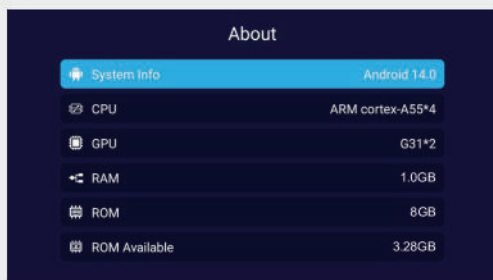 About
System Info Android 14.0
CPU ARM cortex-A55*4
GPU G31*2
RAM 1.0GB
ROM 8GB
ROM Available 3.28GB